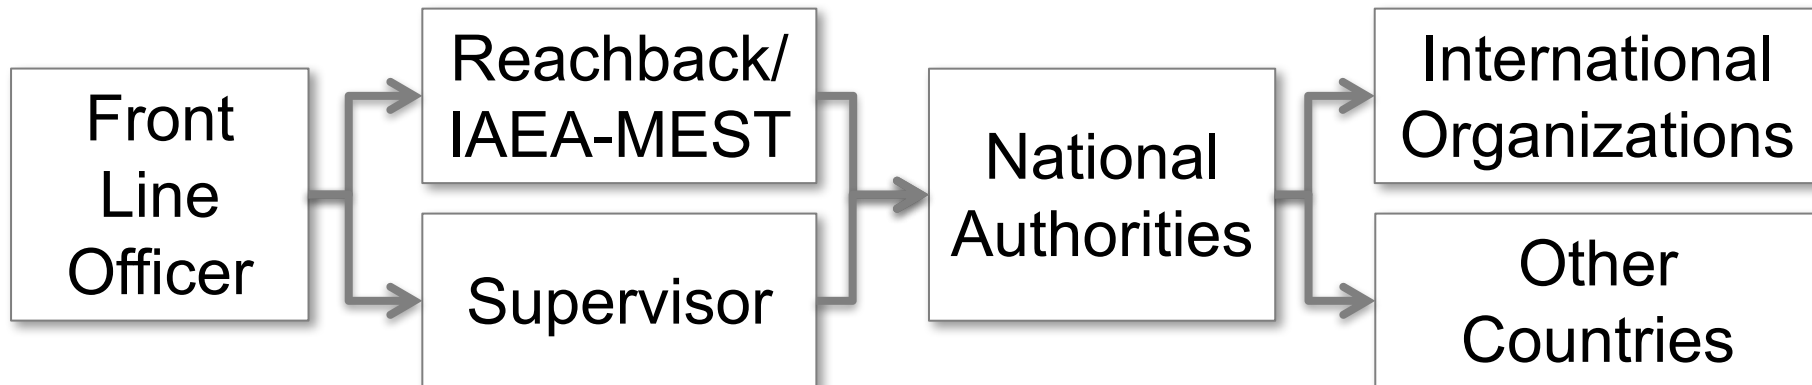 Front
Line
Officer
Reachback/
IAEA-MEST
Supervisor
National
Authorities
International
Organizations
Other
Countries